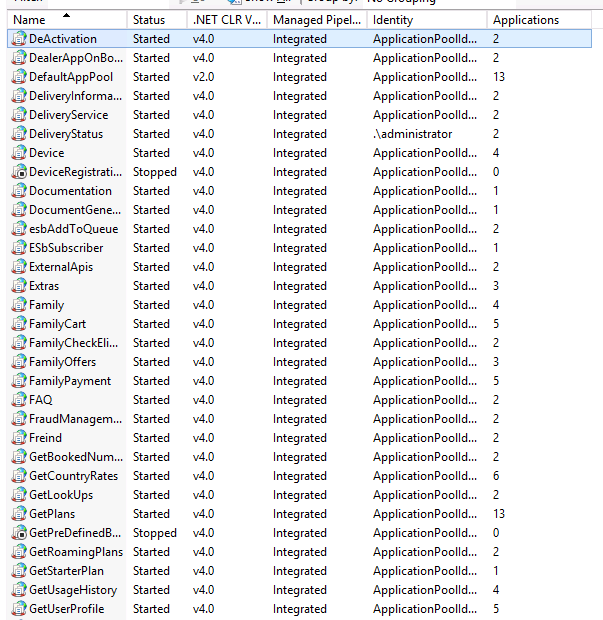 Name Status .NET CLR V... Managed Pipel... Identity Applications
DeActivation Started v4.0 Integrated ApplicationPoolId... 2
DealerAppOnBo... Started v4.0 Integrated ApplicationPoolId... 2
DefaultAppPool Started v2.0 Integrated ApplicationPoolId... 13
DeliveryInforma... Started v4.0 Integrated ApplicationPoolId... 2
DeliveryService Started v4.0 Integrated ApplicationPoolId... 2
DeliveryStatus Started v4.0 Integrated .\administrator 2
Device Started v4.0 Integrated ApplicationPoolId... 4
DeviceRegistrati... Stopped v4.0 Integrated ApplicationPoolId... 0
Documentation Started v4.0 Integrated ApplicationPoolId... 1
DocumentGene... Started v4.0 Integrated ApplicationPoolId... 1
esbAddToQueue Started v4.0 Integrated ApplicationPoolId... 2
ESbSubscriber Started v4.0 Integrated ApplicationPoolId... 1
ExternalApis Started v4.0 Integrated ApplicationPoolId... 2
Extras Started v4.0 Integrated ApplicationPoolId... 3
Family Started v4.0 Integrated ApplicationPoolId... 4
FamilyCart Started v4.0 Integrated ApplicationPoolId... 5
FamilyCheckEli... Started v4.0 Integrated ApplicationPoolId... 2
FamilyOffers Started v4.0 Integrated ApplicationPoolId... 3
FamilyPayment Started v4.0 Integrated ApplicationPoolId... 5
FAQ Started v4.0 Integrated ApplicationPoolId... 2
FraudManagem... Started v4.0 Integrated ApplicationPoolId... 2
Freind Started v4.0 Integrated ApplicationPoolId... 2
GetBookedNum... Started v4.0 Integrated ApplicationPoolId... 2
GetCountryRates Started v4.0 Integrated ApplicationPoolId... 6
GetLookUps Started v4.0 Integrated ApplicationPoolId... 2
GetPlans Started v4.0 Integrated ApplicationPoolId... 13
GetPreDefinedB... Stopped v4.0 Integrated ApplicationPoolId... 0
GetRoamingPlans Started v4.0 Integrated ApplicationPoolId... 2
GetStarterPlan Started v4.0 Integrated ApplicationPoolId... 1
GetUsageHistory Started v4.0 Integrated ApplicationPoolId... 4
GetUserProfile Started v4.0 Integrated ApplicationPoolId... 5